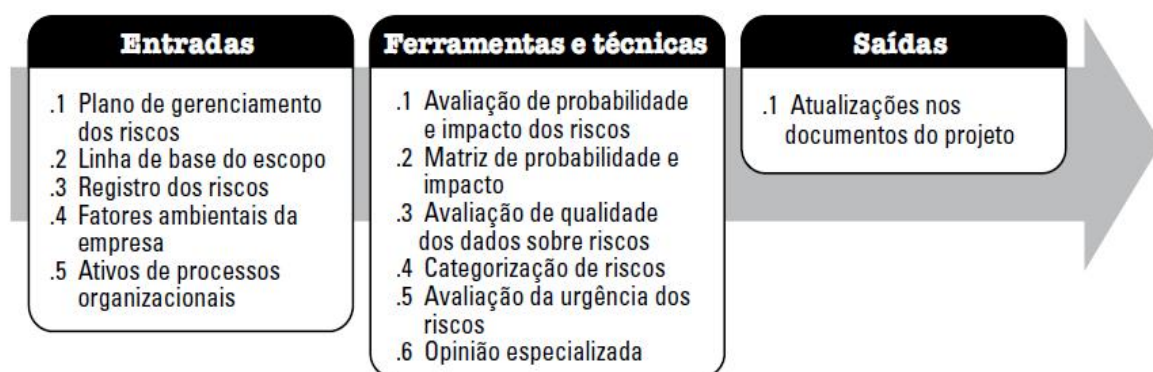 Entradas
.1 Plano de gerenciamento
dos riscos
.2 Linha de base do escopo
.3 Registro dos riscos
.4 Fatores ambientais da
empresa
.5 Ativos de processos
organizacionais
Ferramentas e técnicas
.1 Avaliação de probabilidade
e impacto dos riscos
.2 Matriz de probabilidade e
impacto
.3 Avaliação de qualidade
dos dados sobre riscos
.4 Categorização de riscos
.5 Avaliação da urgência dos
riscos
.6 Opinião especializada
Saídas
.1 Atualizações nos
documentos do projeto